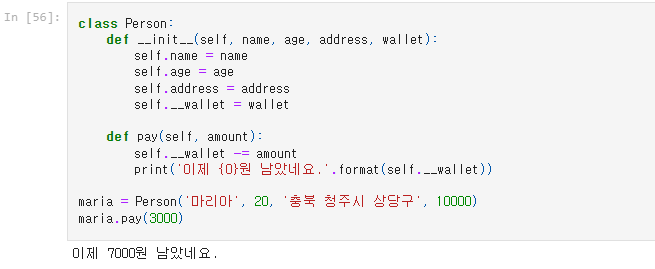 In [56]:
class Person:
    def __init__(self, name, age, address, wallet):
        self.name = name
        self.age = age
        self.address = address
        self.__wallet = wallet

    def pay(self, amount):
        self.__wallet -= amount
        print('이제 {0}원 남았네요.'.format(self.__wallet))

maria = Person('마리아', 20, '충북 청주시 상당구', 10000)
maria.pay(3000)
이제 7000원 남았네요.